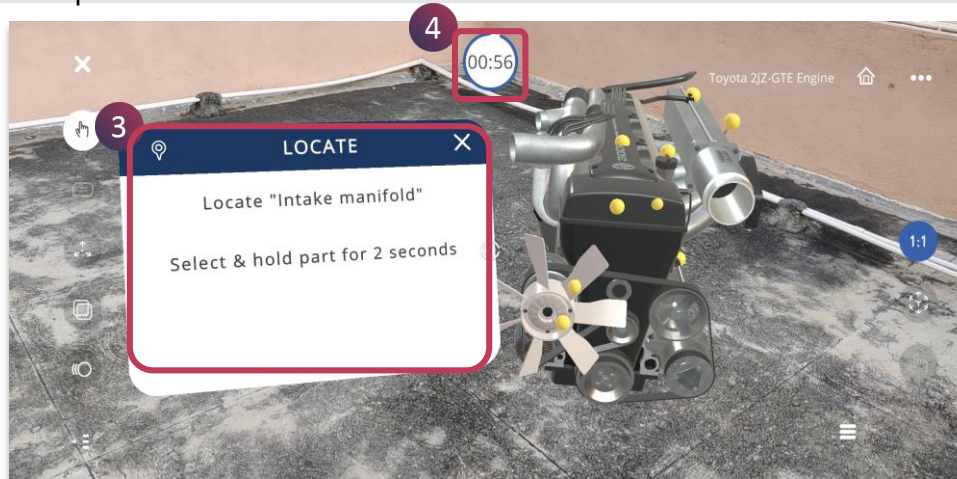 4
00:56
Toyota 2JZ-GTE Engine
3
LOCATE
Locate "Intake manifold"
Select & hold part for 2 seconds
1:1